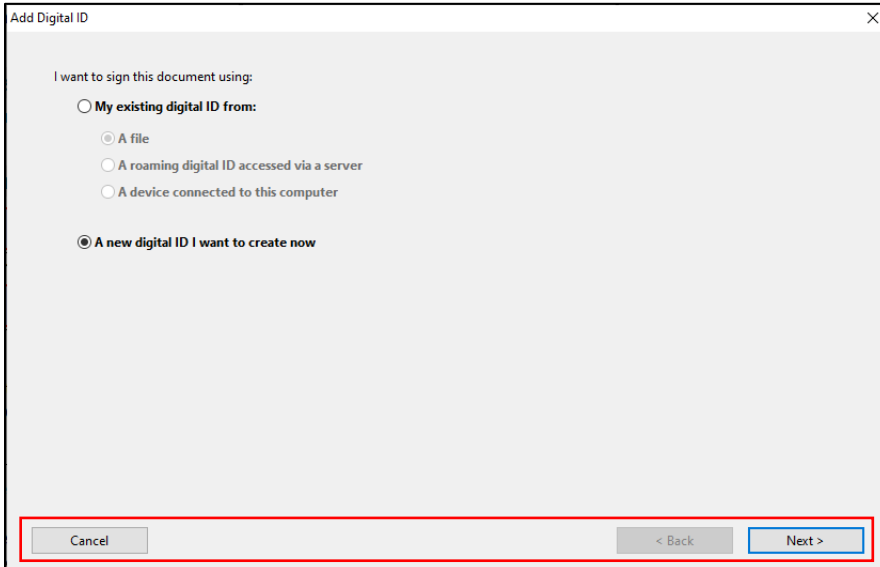 Add Digital ID
I want to sign this document using:
My existing digital ID from:
A file
A roaming digital ID accessed via a server
A device connected to this computer
A new digital ID I want to create now
Cancel < Back Next >